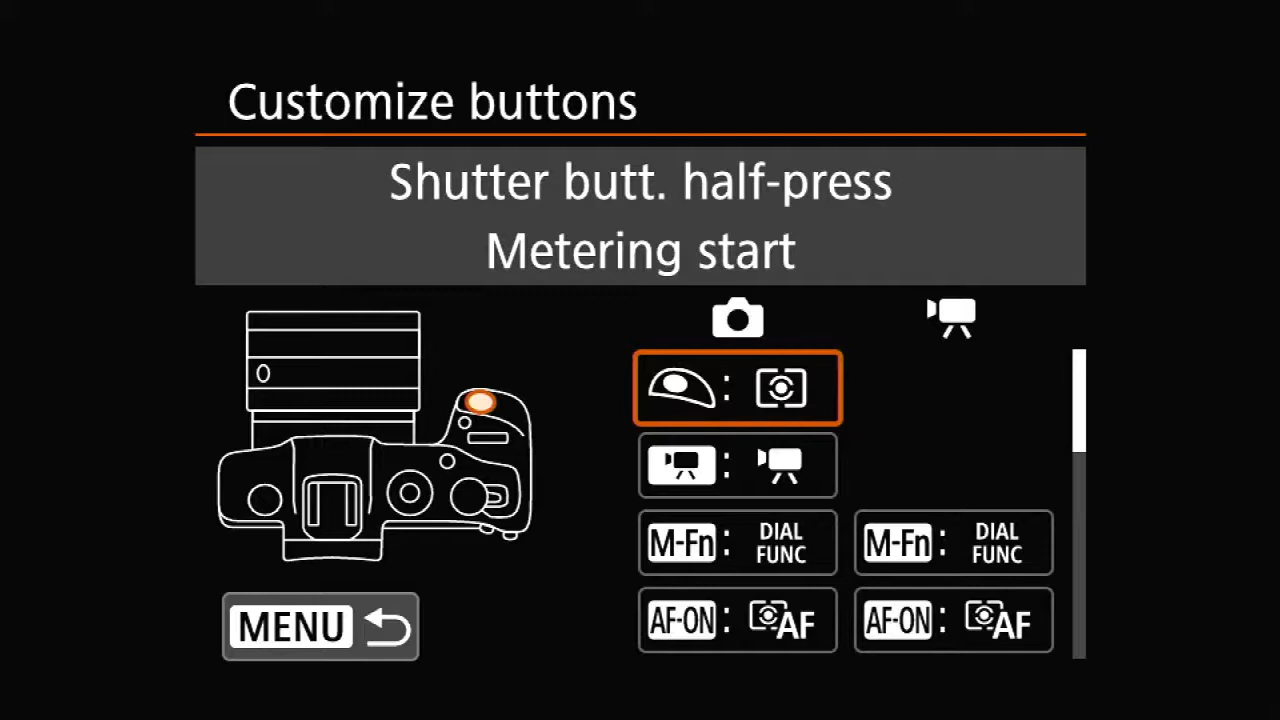 Customize buttons
Shutter butt. half-press
Metering start
: 
:
M-Fn : DIAL FUNC M-Fn : DIAL FUNC
AF-ON : AF AF-ON : AF
MENU